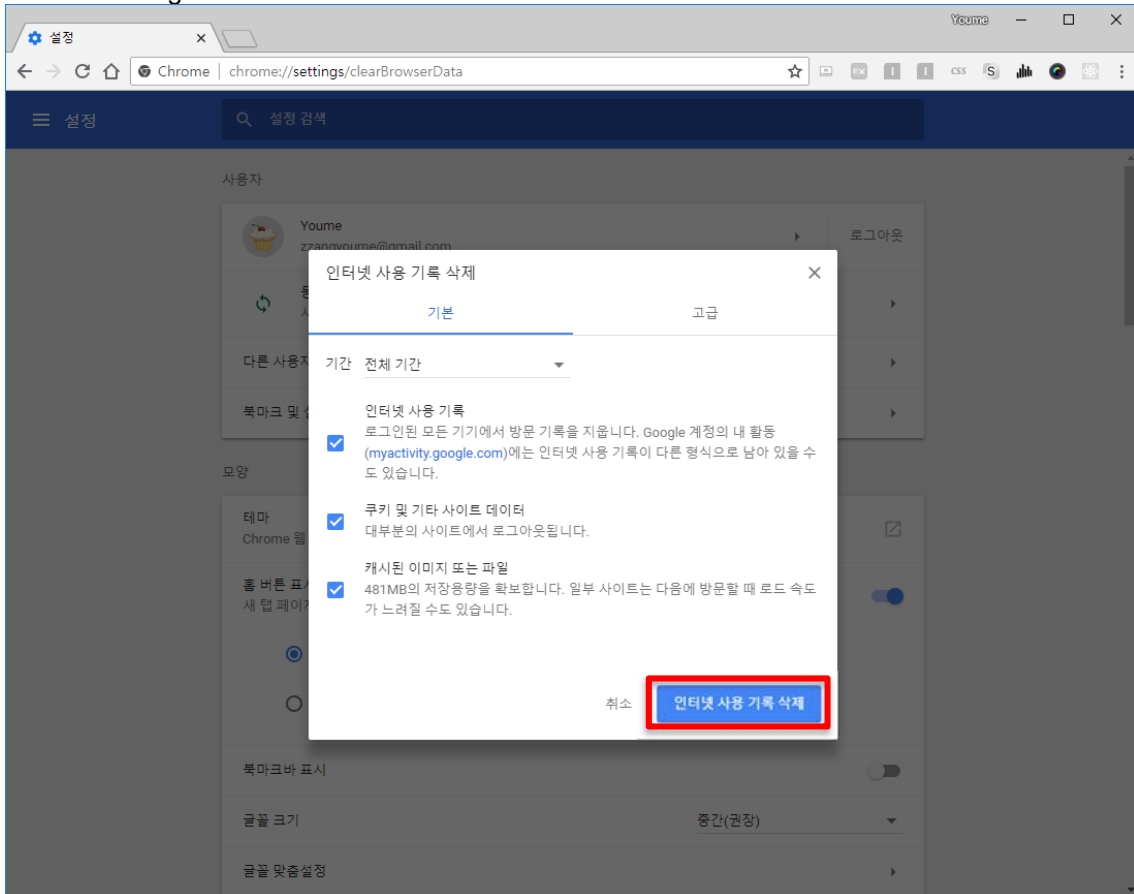 Youme
설정
Chrome | chrome://settings/clearBrowserData
css
설정
설정 검색
사용자
Youme
zzangyoume@gmail.com
로그아웃
인터넷 사용 기록 삭제
기본
고급
다른 사용자
기간
전체 기간
북마크 및
인터넷 사용 기록
로그인된 모든 기기에서 방문 기록을 지웁니다. Google 계정의 내 활동
(myactivity.google.com)에는 인터넷 사용 기록이 다른 형식으로 남아 있을 수
도 있습니다.
모양
테마
Chrome 웹
쿠키 및 기타 사이트 데이터
대부분의 사이트에서 로그아웃됩니다.
홈 버튼 표시
새 탭 페이지
캐시된 이미지 또는 파일
481MB의 저장용량을 확보합니다. 일부 사이트는 다음에 방문할 때 로드 속도
가 느려질 수도 있습니다.
취소
인터넷 사용 기록 삭제
북마크바 표시
글꼴 크기
중간(권장)
글꼴 맞춤설정